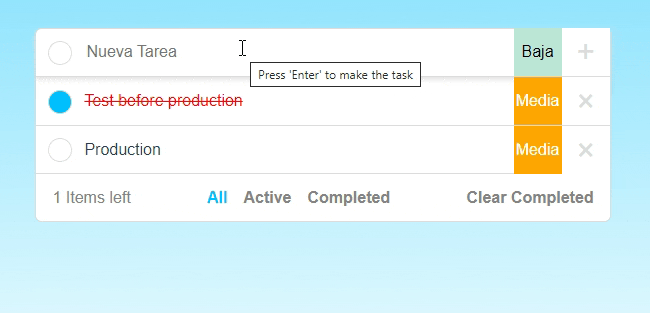 Nueva Tarea Baja +
Press 'Enter' to make the task
Test before production Media ×
Production Media ×
1 Items left All Active Completed Clear Completed